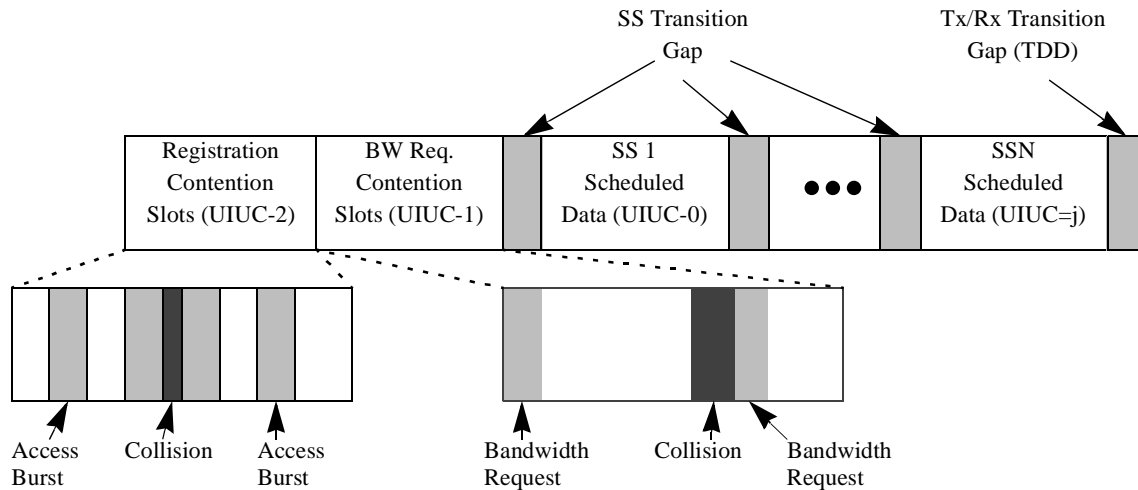 SS Transition
Gap
Tx/Rx Transition
Gap (TDD)
Registration
Contention
Slots (UIUC-2)
BW Req.
Contention
Slots (UIUC-1)
SS 1
Scheduled
Data (UIUC-0)
SSN
Scheduled
Data (UIUC=j)
Access
Burst
Collision
Access
Burst
Bandwidth
Request
Collision
Bandwidth
Request